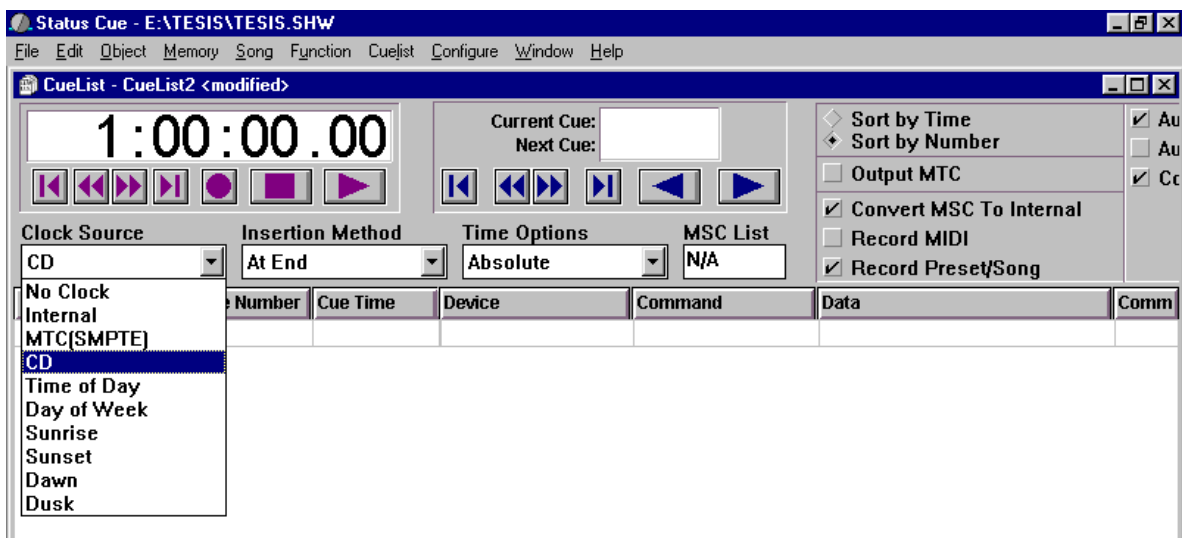 Status Cue - E:\TESIS\TESIS.SHW
File Edit Object Memory Song Function Cuelist Configure Window Help
CueList - CueList2 <modified>
1:00:00.00
Current Cue:
Next Cue:
Sort by Time
Sort by Number
Output MTC
Convert MSC To Internal
Record MIDI
Record Preset/Song
Au
Au
Co
Clock Source
Insertion Method
Time Options
MSC List
CD
At End
Absolute
N/A
Number
Cue Time
Device
Command
Data
Comm
No Clock
Internal
MTC(SMPTE)
CD
Time of Day
Day of Week
Sunrise
Sunset
Dawn
Dusk